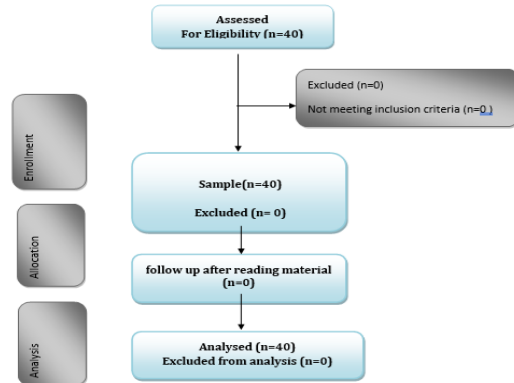 Assessed
For Eligibility (n=40)
Excluded (n=0)
Not meeting inclusion criteria (n=0 )
Enrollment
Sample(n=40)
Excluded (n= 0)
Allocation
follow up after reading material
(n=0)
Analysis
Analysed (n=40)
Excluded from analysis (n=0)